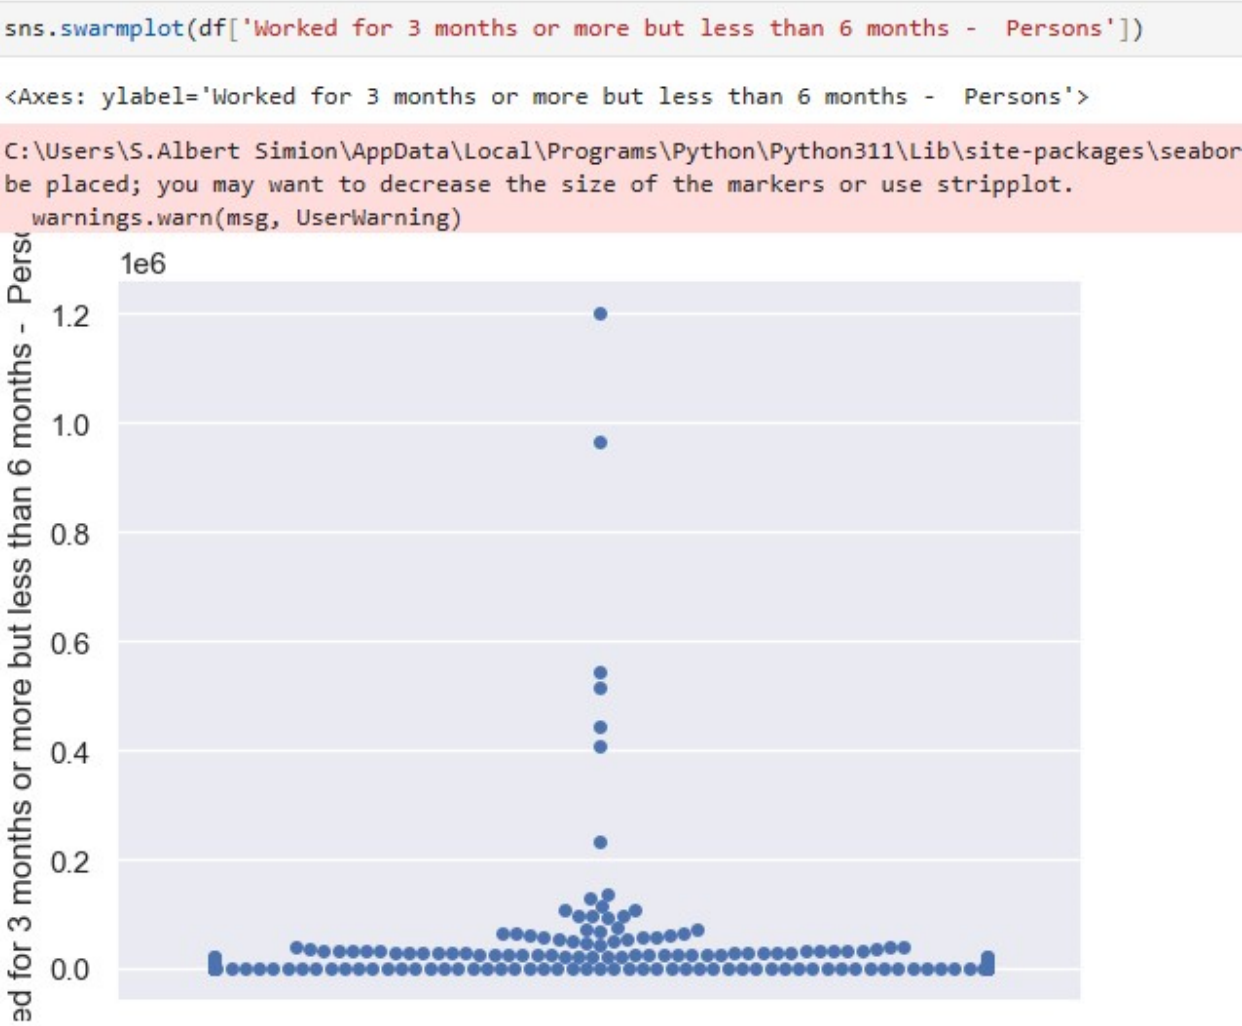 sns.swarmplot(df['Worked for 3 months or more but less than 6 months -  Persons'])
<Axes: ylabel='Worked for 3 months or more but less than 6 months -  Persons'>
C:\Users\S.Albert Simion\AppData\Local\Programs\Python\Python311\Lib\site-packages\seabor
be placed; you may want to decrease the size of the markers or use stripplot.
  warnings.warn(msg, UserWarning)
1e6
1.2
1.0
0.8
0.6
0.4
0.2
0.0
ed for 3 months or more but less than 6 months -  Perso